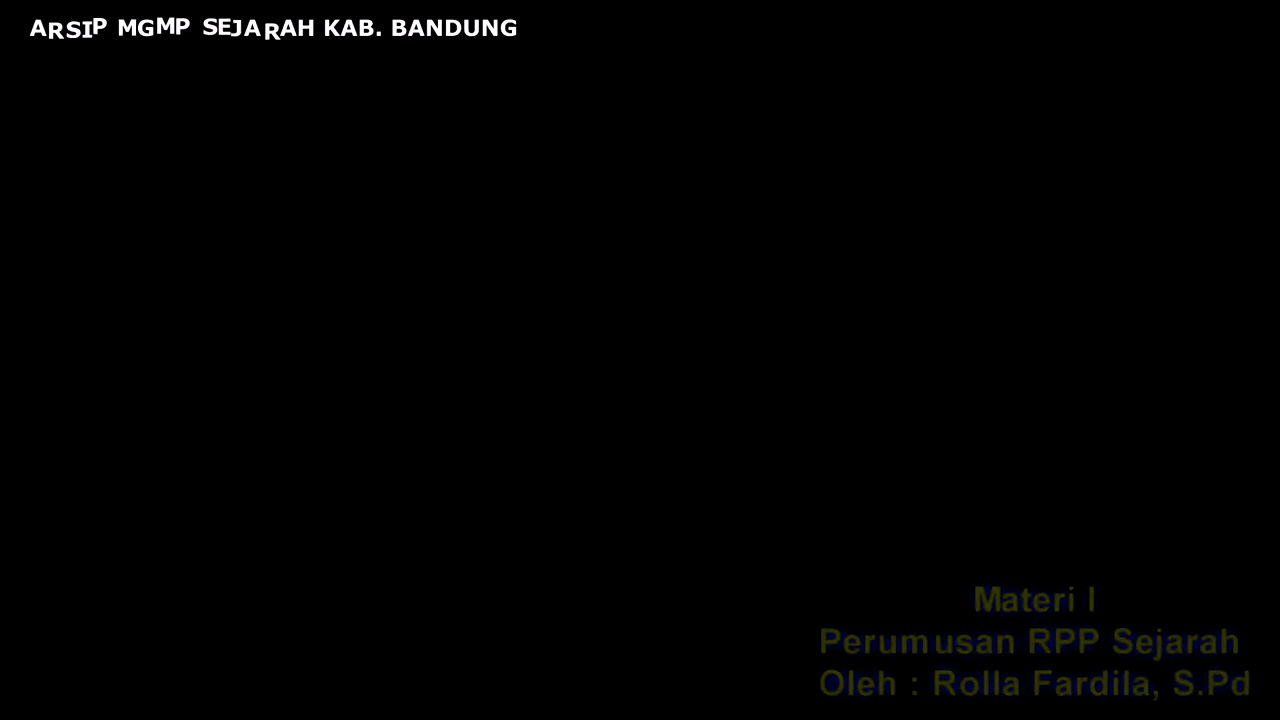 ARSIP MGMP SEJARAH KAB. BANDUNG
Materi I
Perumusan RPP Sejarah
Oleh : Rolla Fardila, S.Pd